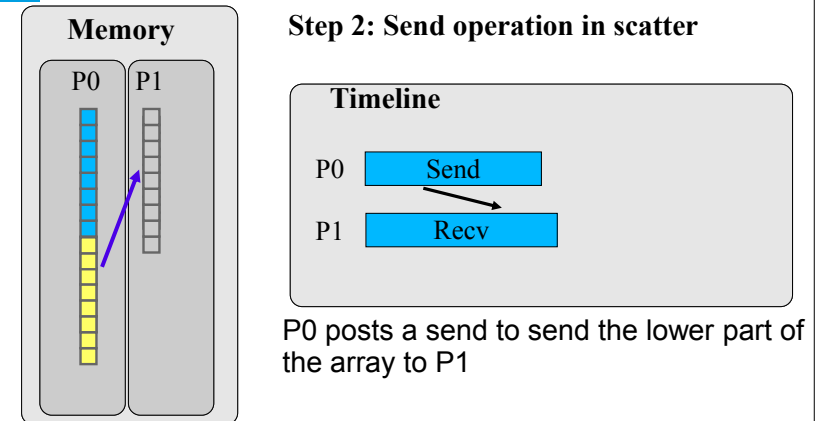 Memory
P0 P1
Step 2: Send operation in scatter
Timeline
P0 Send
P1 Recv
P0 posts a send to send the lower part of
the array to P1